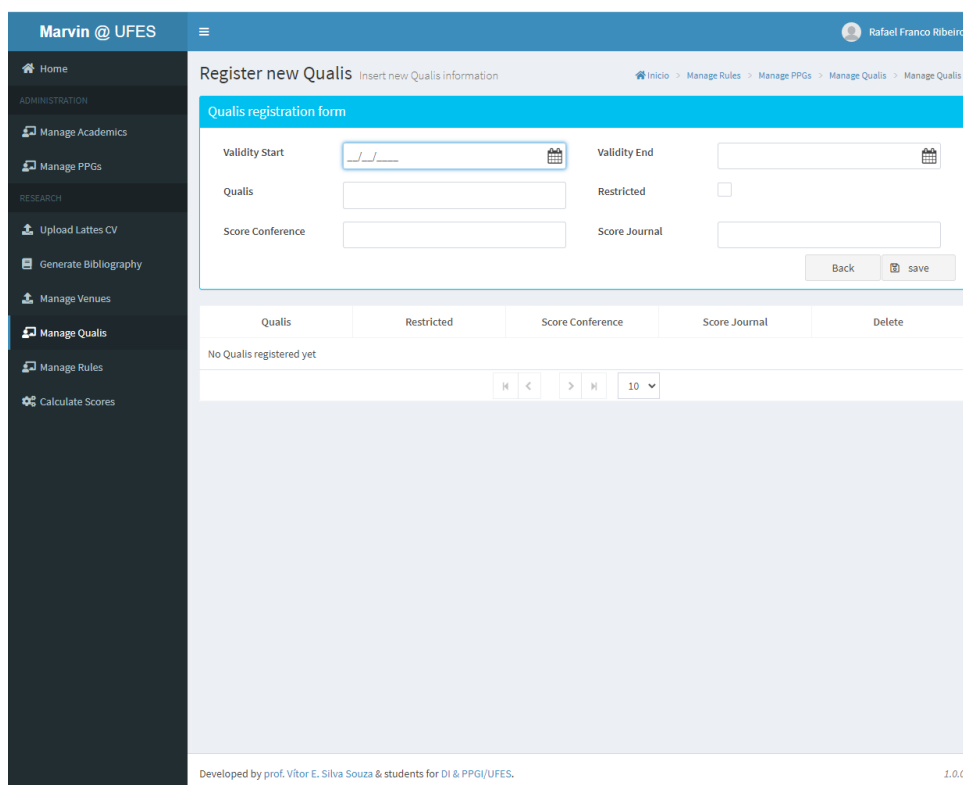 Marvin @ UFES
Rafael Franco Ribeiro
Home
ADMINISTRATION
Manage Academics
Manage PPGs
RESEARCH
Upload Lattes CV
Generate Bibliography
Manage Venues
Manage Qualis
Manage Rules
Calculate Scores
Register new Qualis Insert new Qualis information
Inicio > Manage Rules > Manage PPGs > Manage Qualis > Manage Qualis
Qualis registration form
Validity Start __/__/____ Validity End
Qualis Restricted
Score Conference Score Journal
Back save
Qualis Restricted Score Conference Score Journal Delete
No Qualis registered yet
10
Developed by prof. Vítor E. Silva Souza & students for DI & PPGI/UFES. 1.0.0